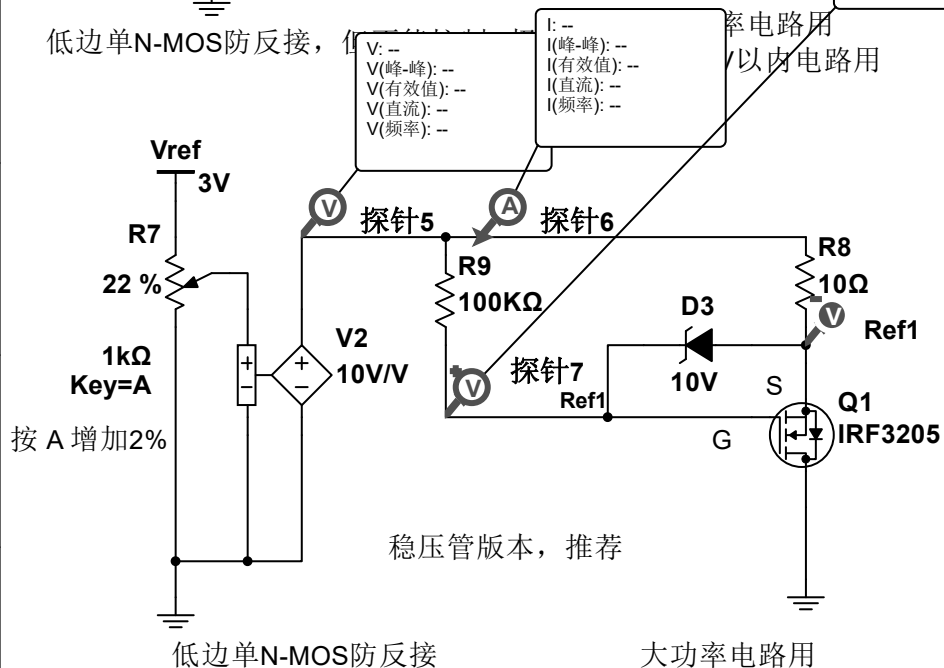 低边单N-MOS防反接，
率电路用
以内电路用
V: --
V(峰-峰): --
V(有效值): --
V(直流): --
V(频率): --
I: --
I(峰-峰): --
I(有效值): --
I(直流): --
I(频率): --
Vref
3V
V
探针5
A
探针6
R7
22 %
R9
100KΩ
R8
10Ω
D3
V
Ref1
1kΩ
Key=A
V2
10V/V
V
探针7
Ref1
10V
S
Q1
IRF3205
G
按 A 增加2%
稳压管版本，推荐
低边单N-MOS防反接
大功率电路用